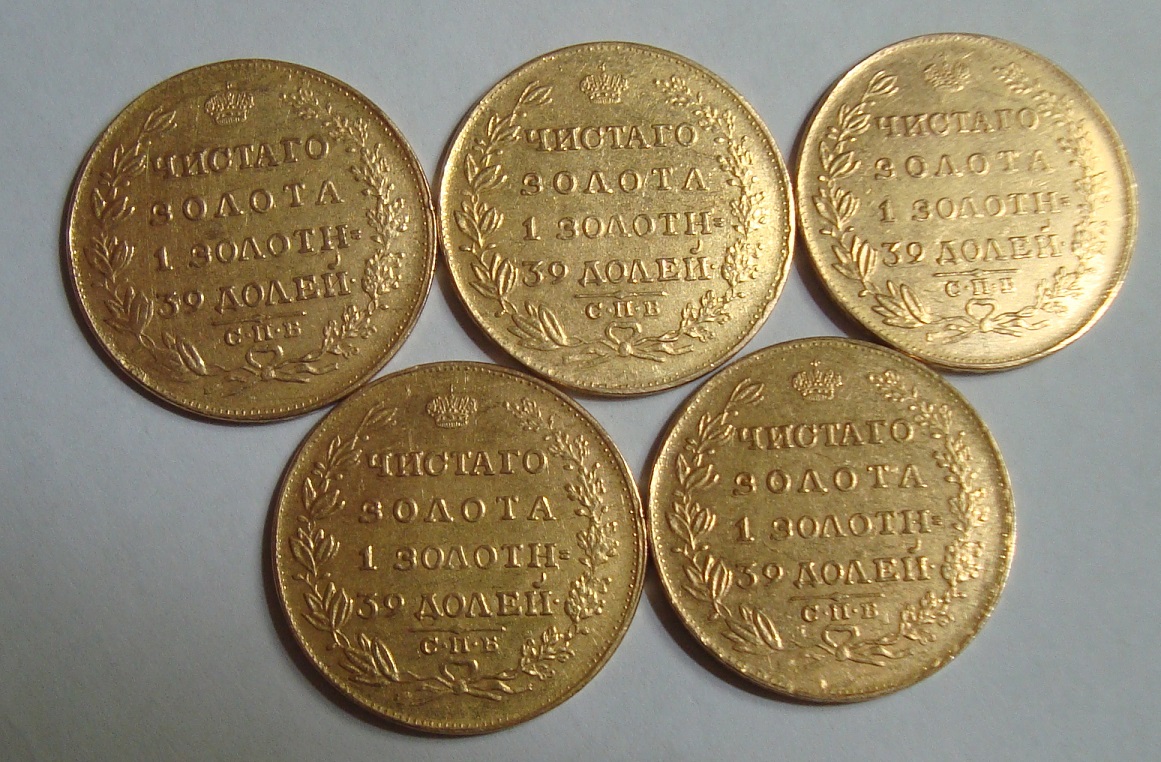 ЧИСТАГО
ЗОЛОТА
1 ЗОЛОТН=
39 ДОЛЕЙ·
С·П·Б
ЧИСТАГО
ЗОЛОТА
1 ЗОЛОТН=
39 ДОЛЕЙ·
С·П·Б
ЧИСТАГО
ЗОЛОТА
1 ЗОЛОТН=
39 ДОЛЕЙ
С·П·Б
ЧИСТАГО
ЗОЛОТА
1 ЗОЛОТН=
39 ДОЛЕЙ·
С·П·Б
ЧИСТАГО
ЗОЛОТА
1 ЗОЛОТН=
39 ДОЛЕЙ·
С·П·Б